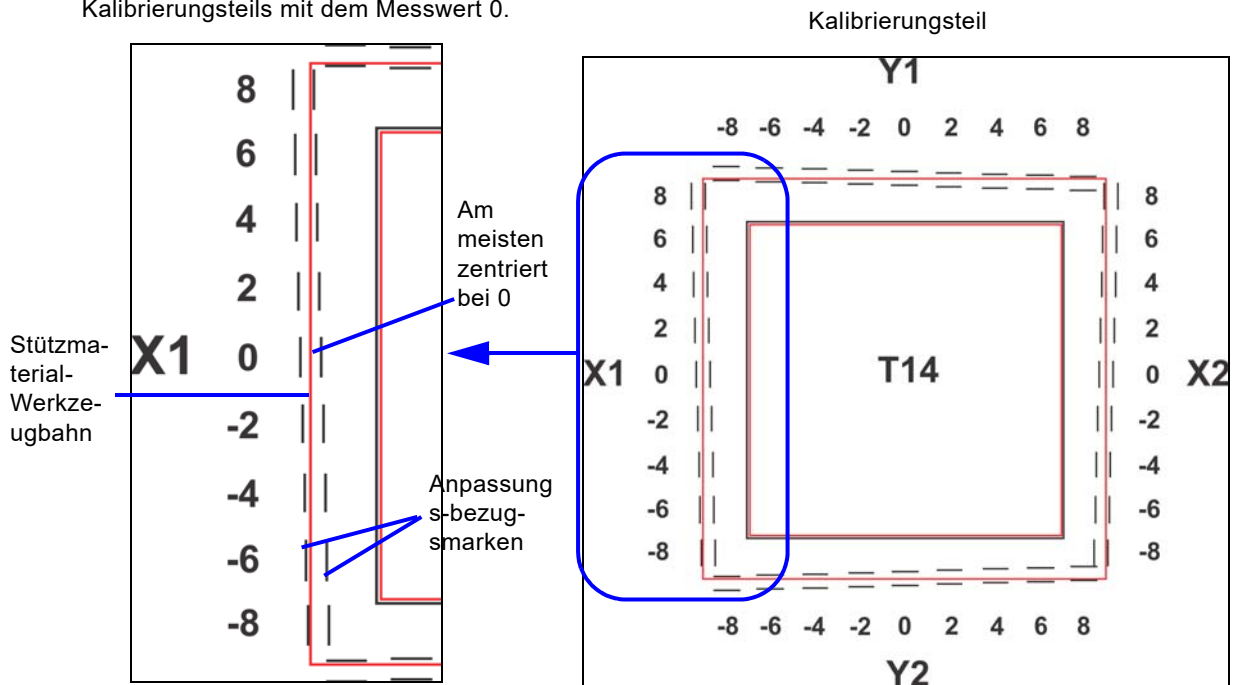 Kalibrierungsteils mit dem Messwert 0.
8
6
4
2
X1 0
-2
-4
-6
-8
Stützma-
terial-
Werkze-
ugbahn
Am
meisten
zentriert
bei 0
Anpassung
s-bezug-
smarken
Kalibrierungsteil
Y1
-8 -6 -4 -2 0 2 4 6 8
8 8
6 6
4 4
2 2
X1 0 T14 0 X2
-2 -2
-4 -4
-6 -6
-8 -8
-8 -6 -4 -2 0 2 4 6 8
Y2